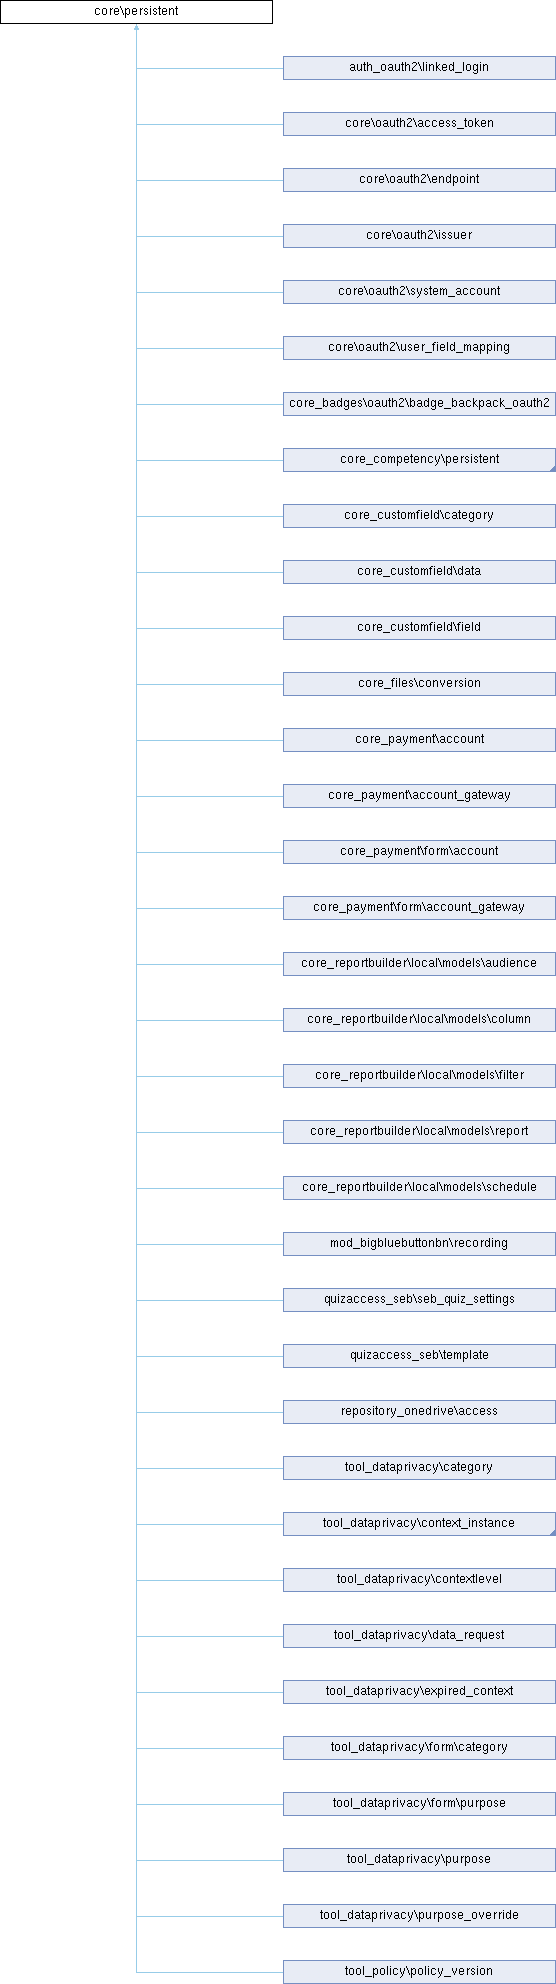 core\persistent
auth_oauth2\linked_login
core\oauth2\access_token
core\oauth2\endpoint
core\oauth2\issuer
core\oauth2\system_account
core\oauth2\user_field_mapping
core_badges\oauth2\badge_backpack_oauth2
core_competency\persistent
core_customfield\category
core_customfield\data
core_customfield\field
core_files\conversion
core_payment\account
core_payment\account_gateway
core_payment\form\account
core_payment\form\account_gateway
core_reportbuilder\local\models\audience
core_reportbuilder\local\models\column
core_reportbuilder\local\models\filter
core_reportbuilder\local\models\report
core_reportbuilder\local\models\schedule
mod_bigbluebuttonbn\recording
quizaccess_seb\seb_quiz_settings
quizaccess_seb\template
repository_onedrive\access
tool_dataprivacy\category
tool_dataprivacy\context_instance
tool_dataprivacy\contextlevel
tool_dataprivacy\data_request
tool_dataprivacy\expired_context
tool_dataprivacy\form\category
tool_dataprivacy\form\purpose
tool_dataprivacy\purpose
tool_dataprivacy\purpose_override
tool_policy\policy_version